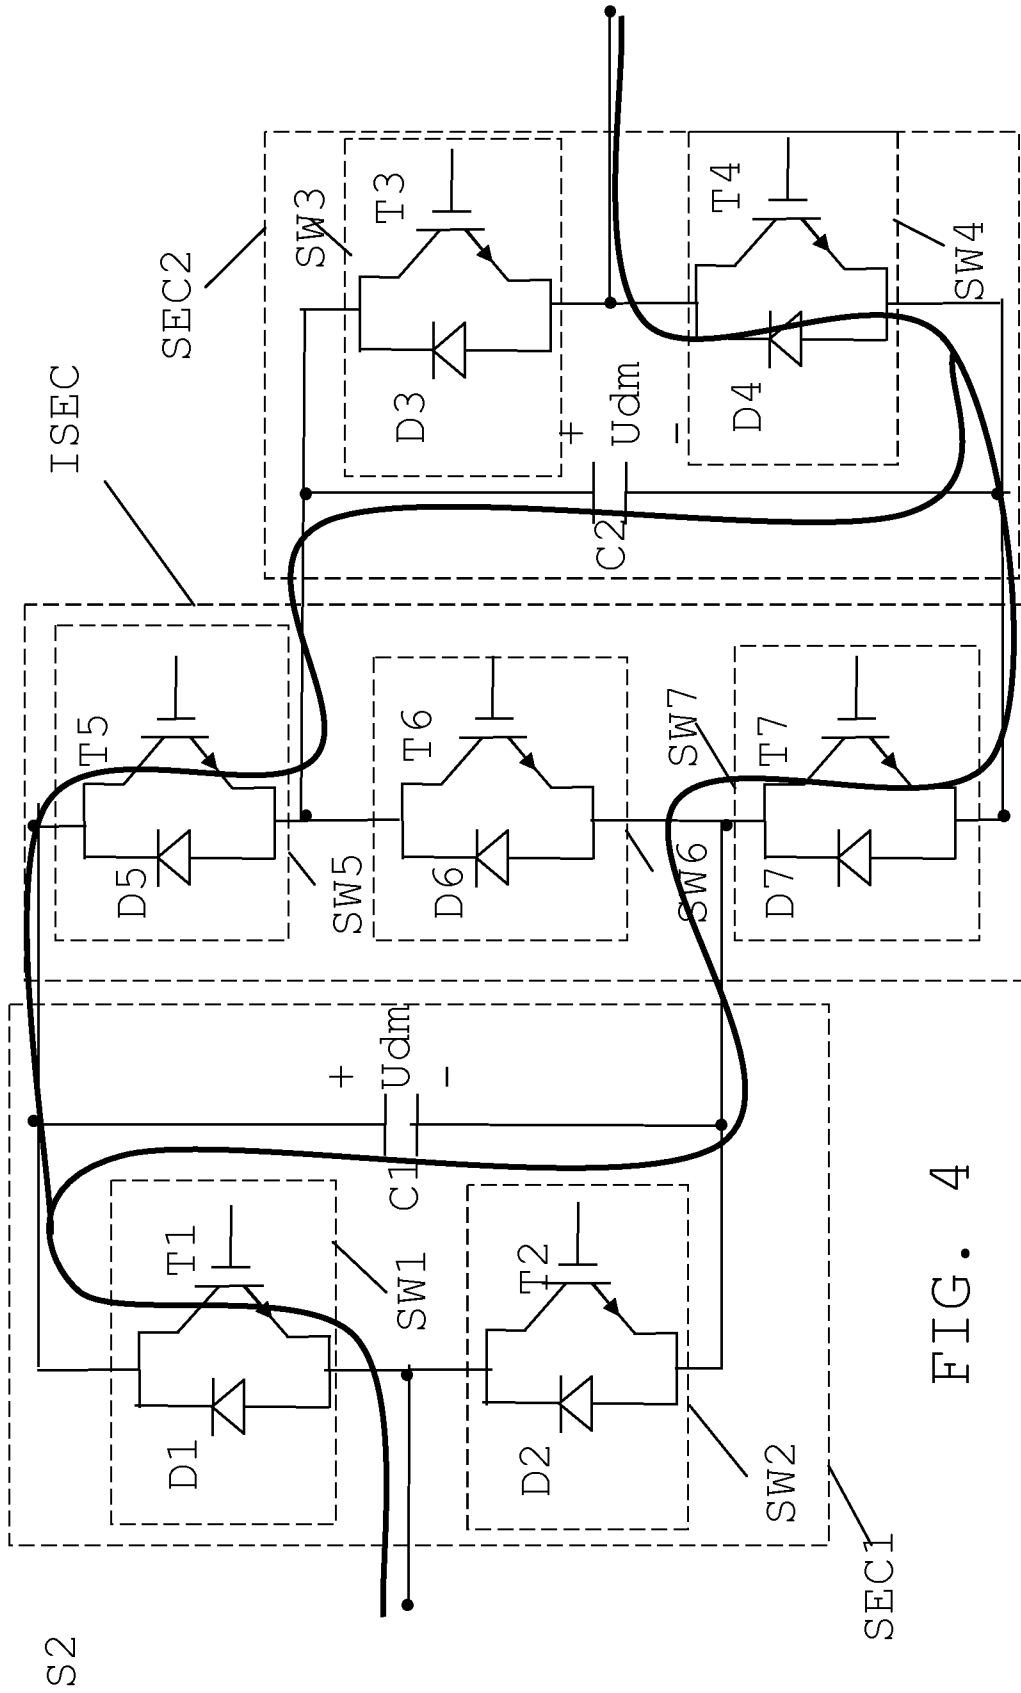 S2
SEC1
SW1
T1
D1
SW2
T2
D2
C1
+
Udm
-
ISEC
SW5
T5
D5
SW6
T6
D6
SW7
T7
D7
SEC2
SW3
T3
D3
SW4
T4
D4
C2
+
Udm
-
FIG. 4